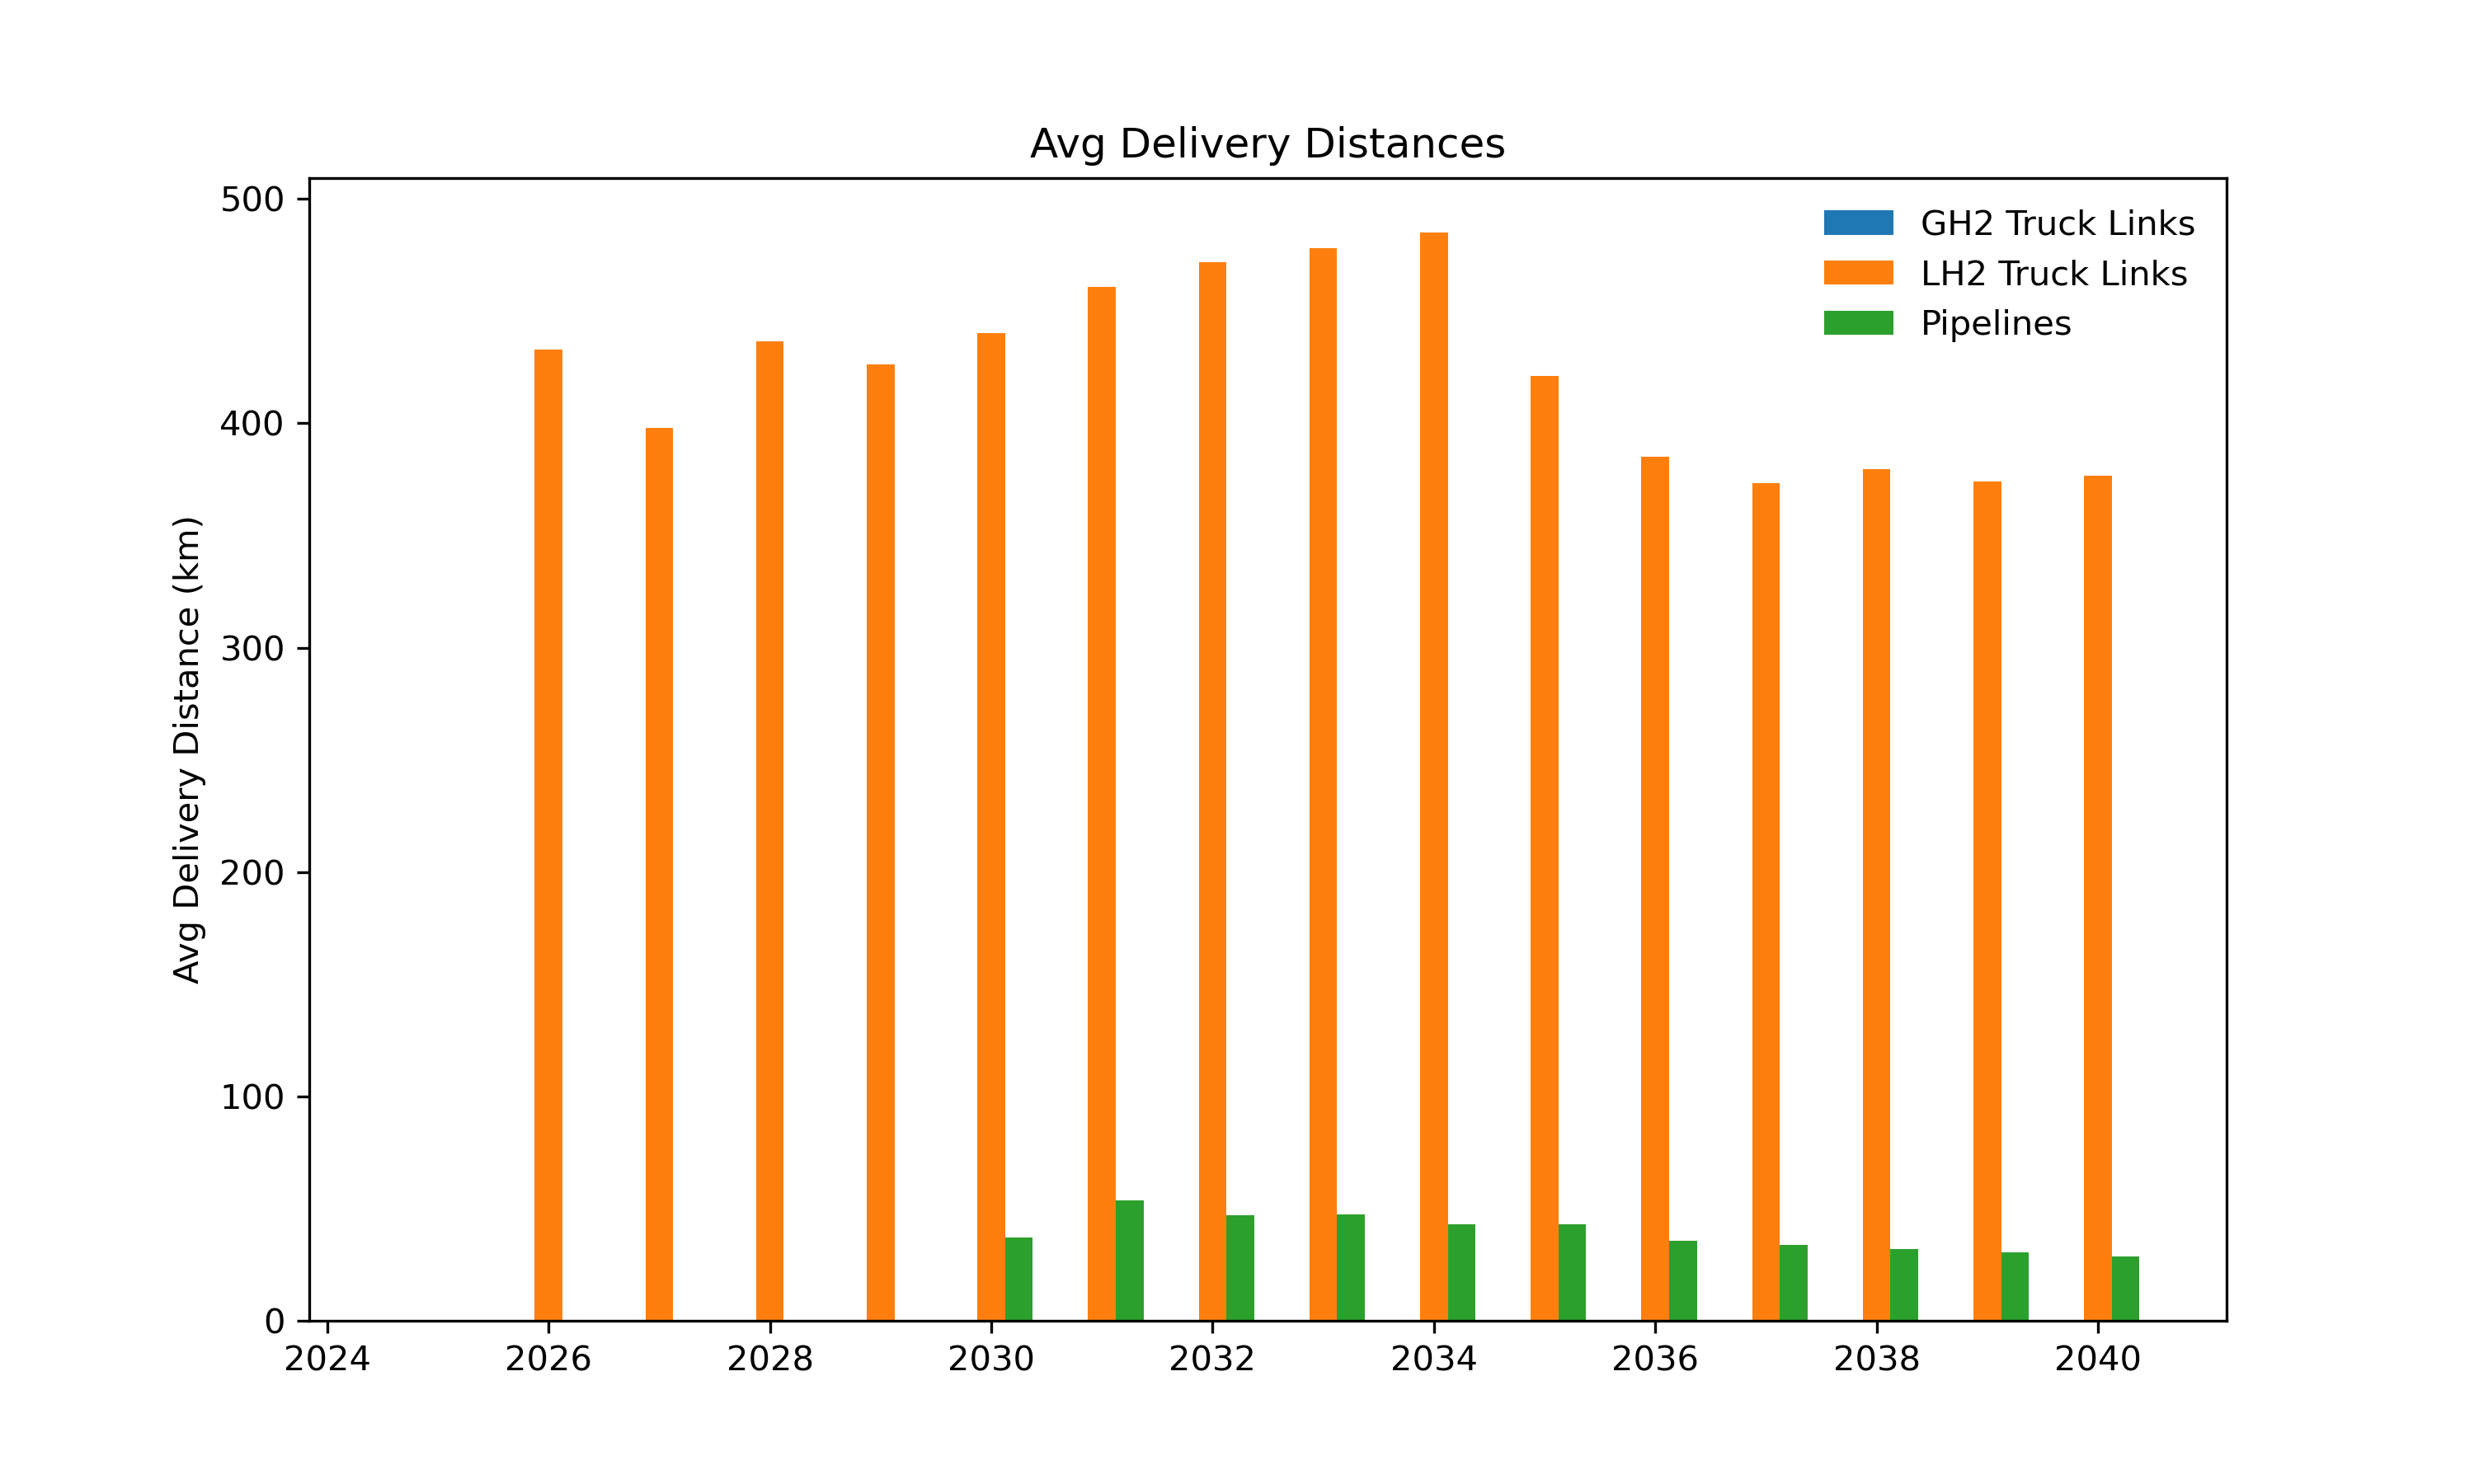 Avg Delivery Distances
500
400
300
200
100
0
Avg Delivery Distance (km)
GH2 Truck Links
LH2 Truck Links
Pipelines
2024 2026 2028 2030 2032 2034 2036 2038 2040